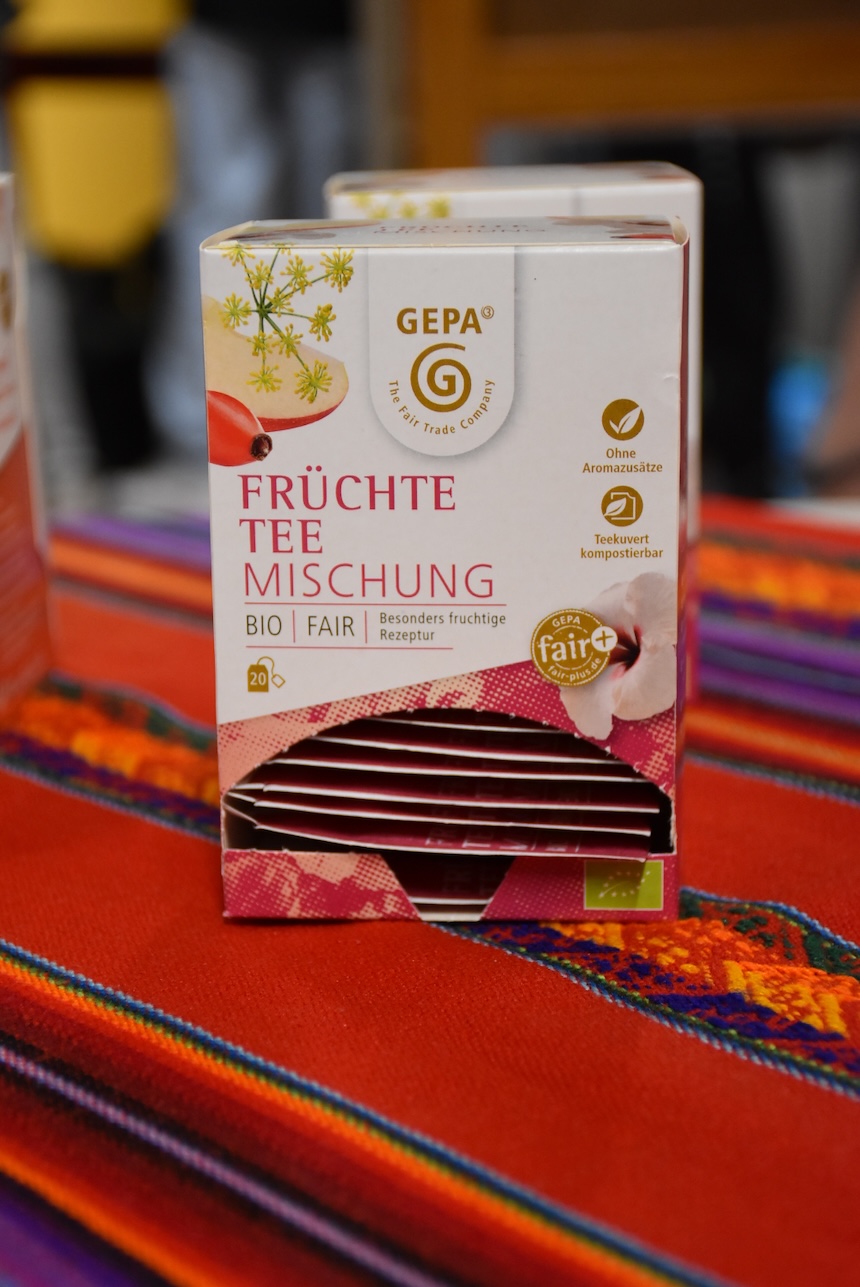 GEPA
The Fair Trade Company
Ohne
Aromazusätze
Teekuvert
kompostierbar
FRÜCHTE
TEE
MISCHUNG
BIO | FAIR | Besonders fruchtige
Rezeptur
20
GEPA
fair+
fair-plus.de